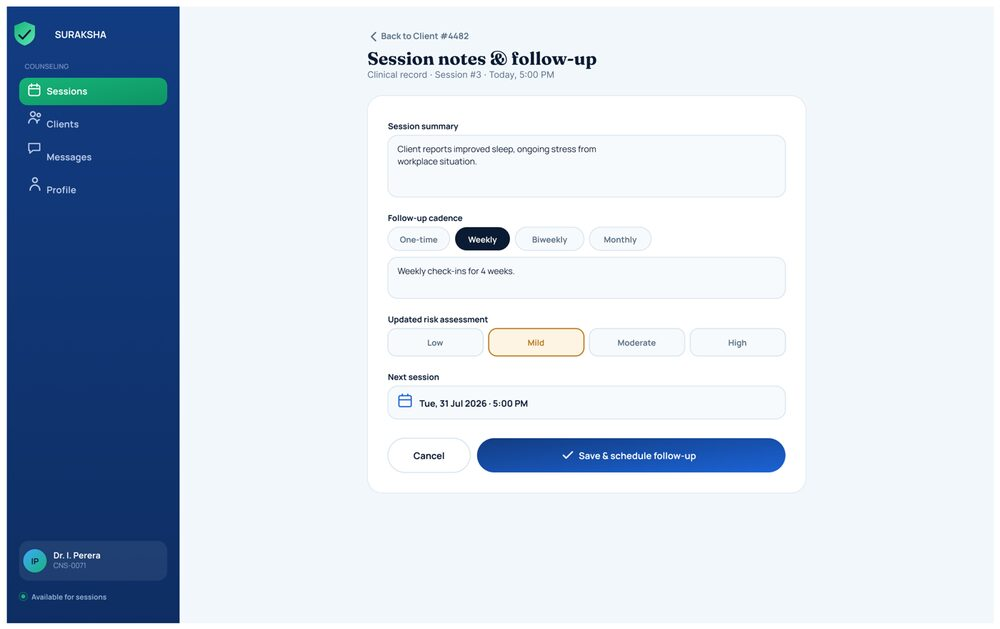 SURAKSHA
COUNSELING
Sessions
Clients
Messages
Profile
IP
Dr. I. Perera
CNS-0071
Available for sessions
Back to Client #4482
Session notes & follow-up
Clinical record · Session #3 · Today, 5:00 PM
Session summary
Client reports improved sleep, ongoing stress from
workplace situation.
Follow-up cadence
One-time
Weekly
Biweekly
Monthly
Weekly check-ins for 4 weeks.
Updated risk assessment
Low
Mild
Moderate
High
Next session
Tue, 31 Jul 2026 · 5:00 PM
Cancel
Save & schedule follow-up